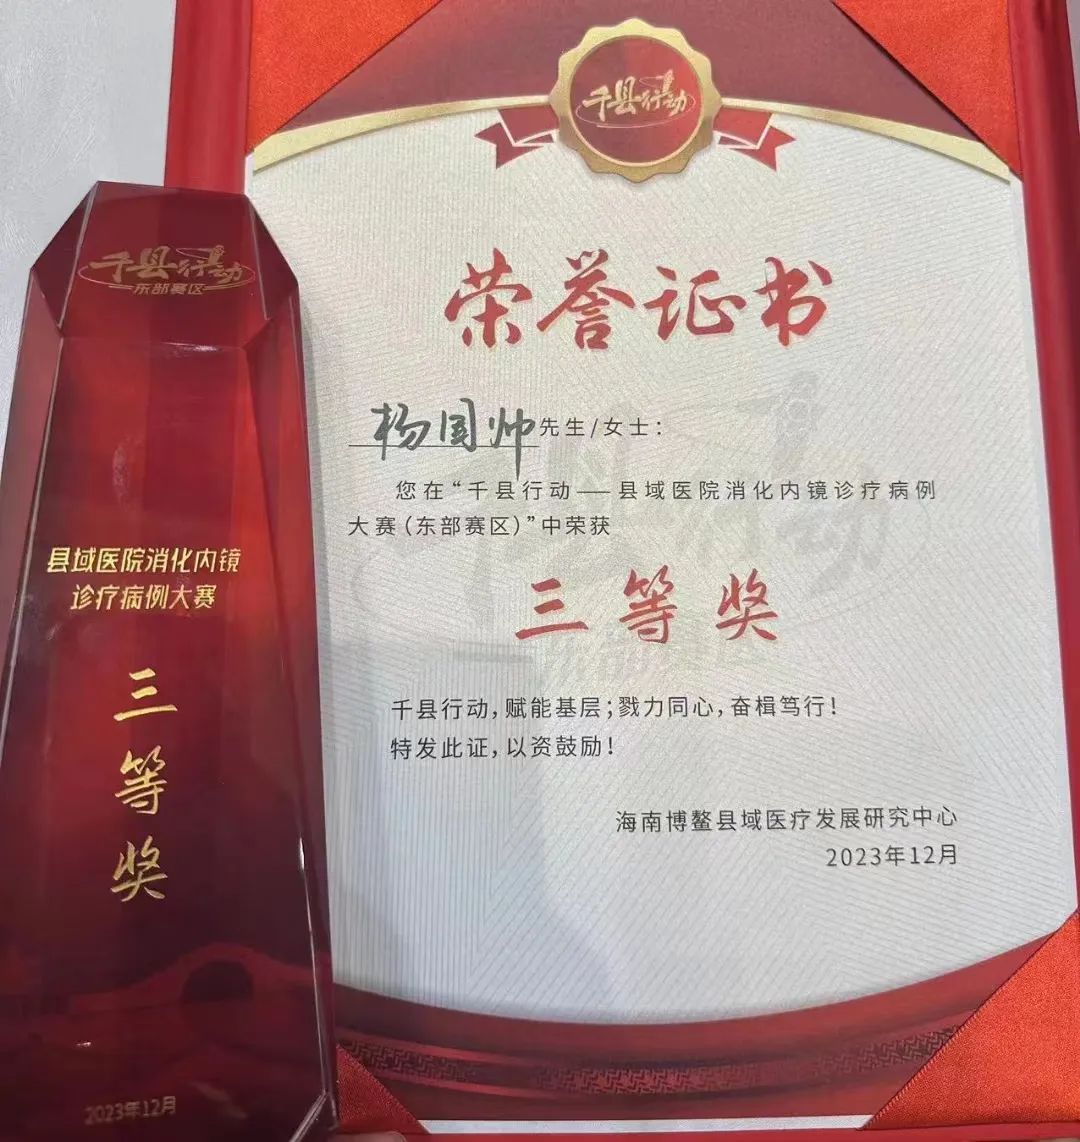 千县行动
东部赛区
县域医院消化内镜
诊疗病例大赛
三等奖
2023年12月
千县行动
荣誉证书
杨国帅先生/女士：
您在“千县行动——县域医院消化内镜诊疗病例
大赛（东部赛区）”中荣获
三等奖
千县行动，赋能基层；戮力同心，奋楫笃行！
特发此证，以资鼓励！
海南博鳌县域医疗发展研究中心
2023年12月